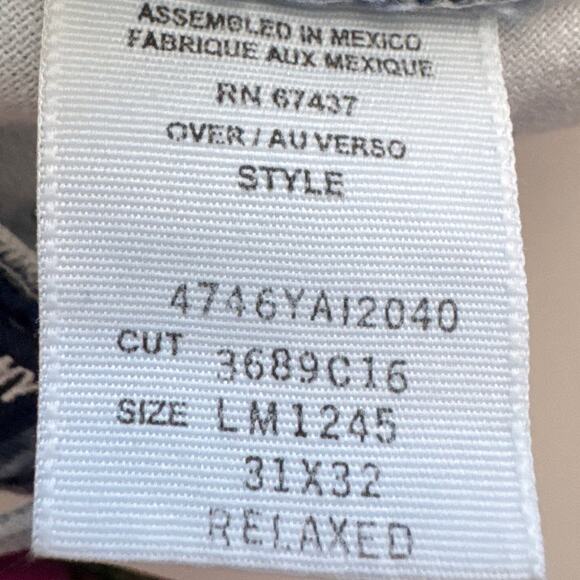 ASSEMBLED IN MEXICO
FABRIQUE AUX MEXIQUE
RN 67437
OVER / AU VERSO
STYLE
4746YAI2040
CUT 3689C16
SIZE LM1245
31X32
RELAXED